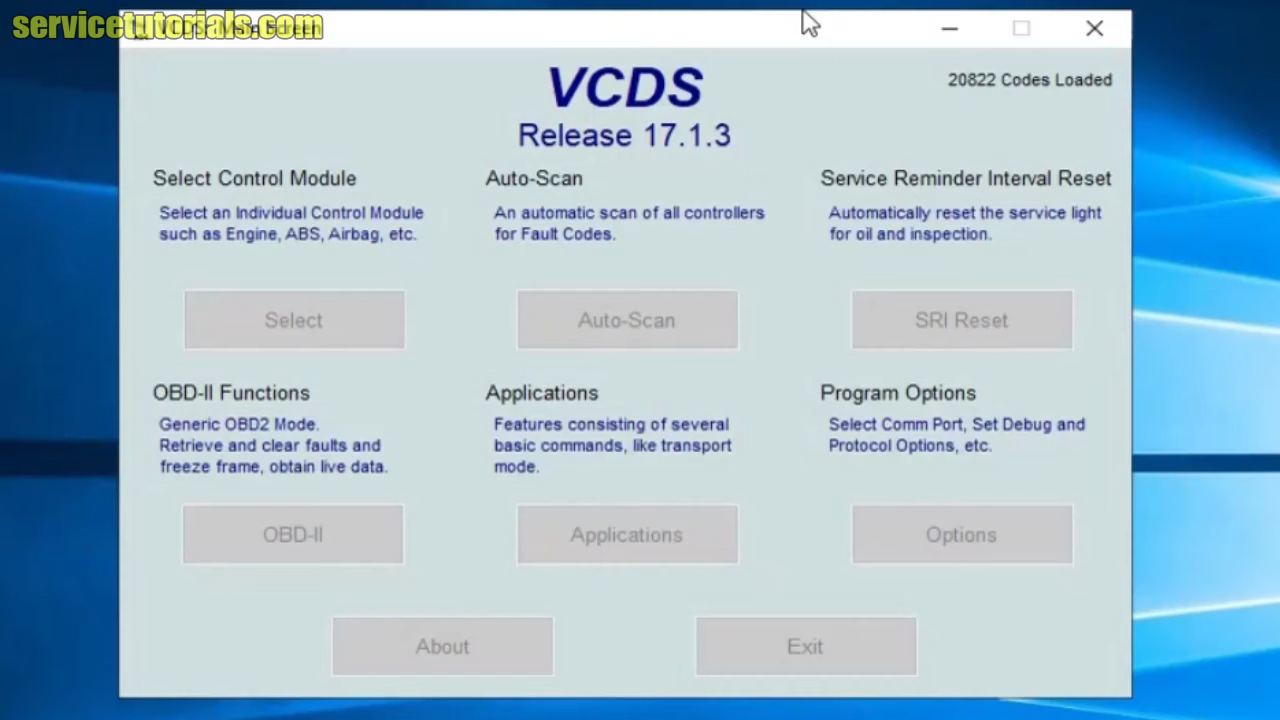 servicetutorials.com
VCDS
20822 Codes Loaded
Release 17.1.3
Select Control Module
Select an Individual Control Module
such as Engine, ABS, Airbag, etc.
Select
Auto-Scan
An automatic scan of all controllers
for Fault Codes.
Auto-Scan
Service Reminder Interval Reset
Automatically reset the service light
for oil and inspection.
SRI Reset
OBD-II Functions
Generic OBD2 Mode.
Retrieve and clear faults and
freeze frame, obtain live data.
OBD-II
Applications
Features consisting of several
basic commands, like transport
mode.
Applications
Program Options
Select Comm Port, Set Debug and
Protocol Options, etc.
Options
About
Exit